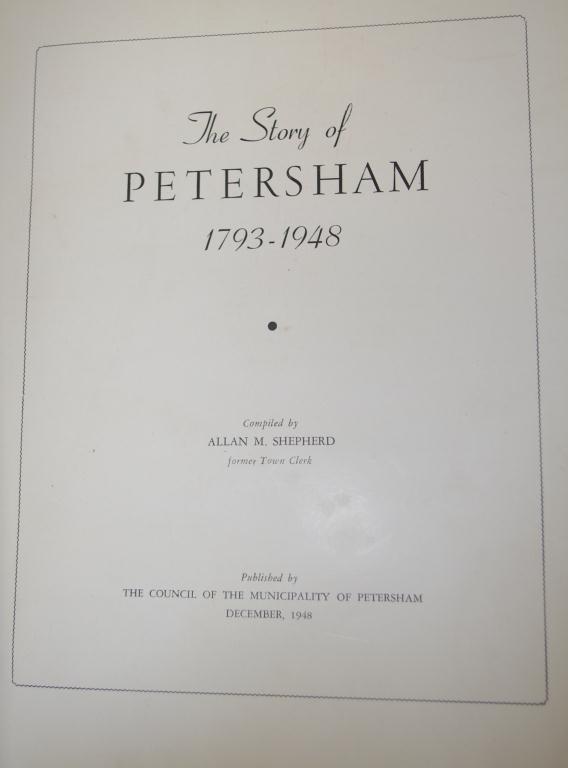 The Story of
PETERSHAM
1793-1948
Compiled by
ALLAN M. SHEPHERD
former Town Clerk
Published by
THE COUNCIL OF THE MUNICIPALITY OF PETERSHAM
DECEMBER, 1948